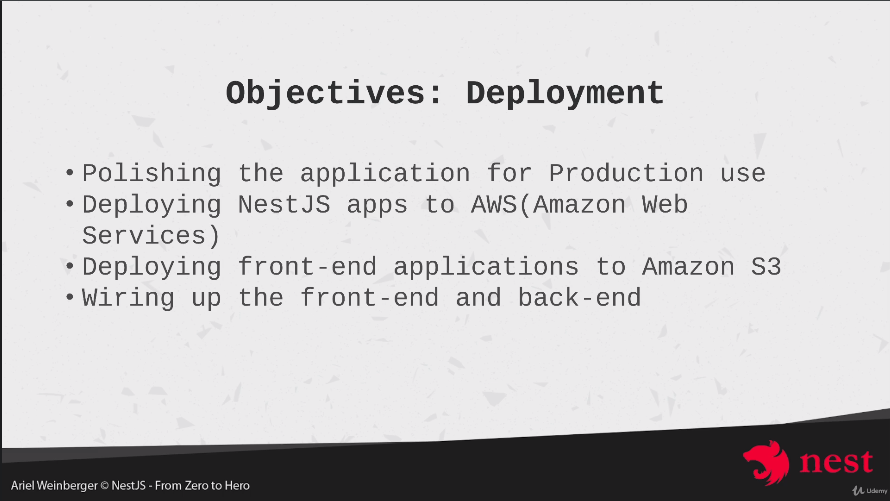 Objectives: Deployment
• Polishing the application for Production use
• Deploying NestJS apps to AWS(Amazon Web
Services)
• Deploying front-end applications to Amazon S3
• Wiring up the front-end and back-end
nest
Ariel Weinberger © NestJS - From Zero to Hero
Udemy